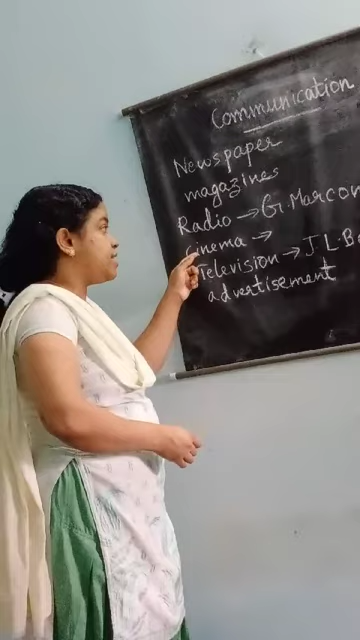 Communication
Newspaper
magazines
Radio → G. Marcon
Cinema →
Television → J L. B
advertisement